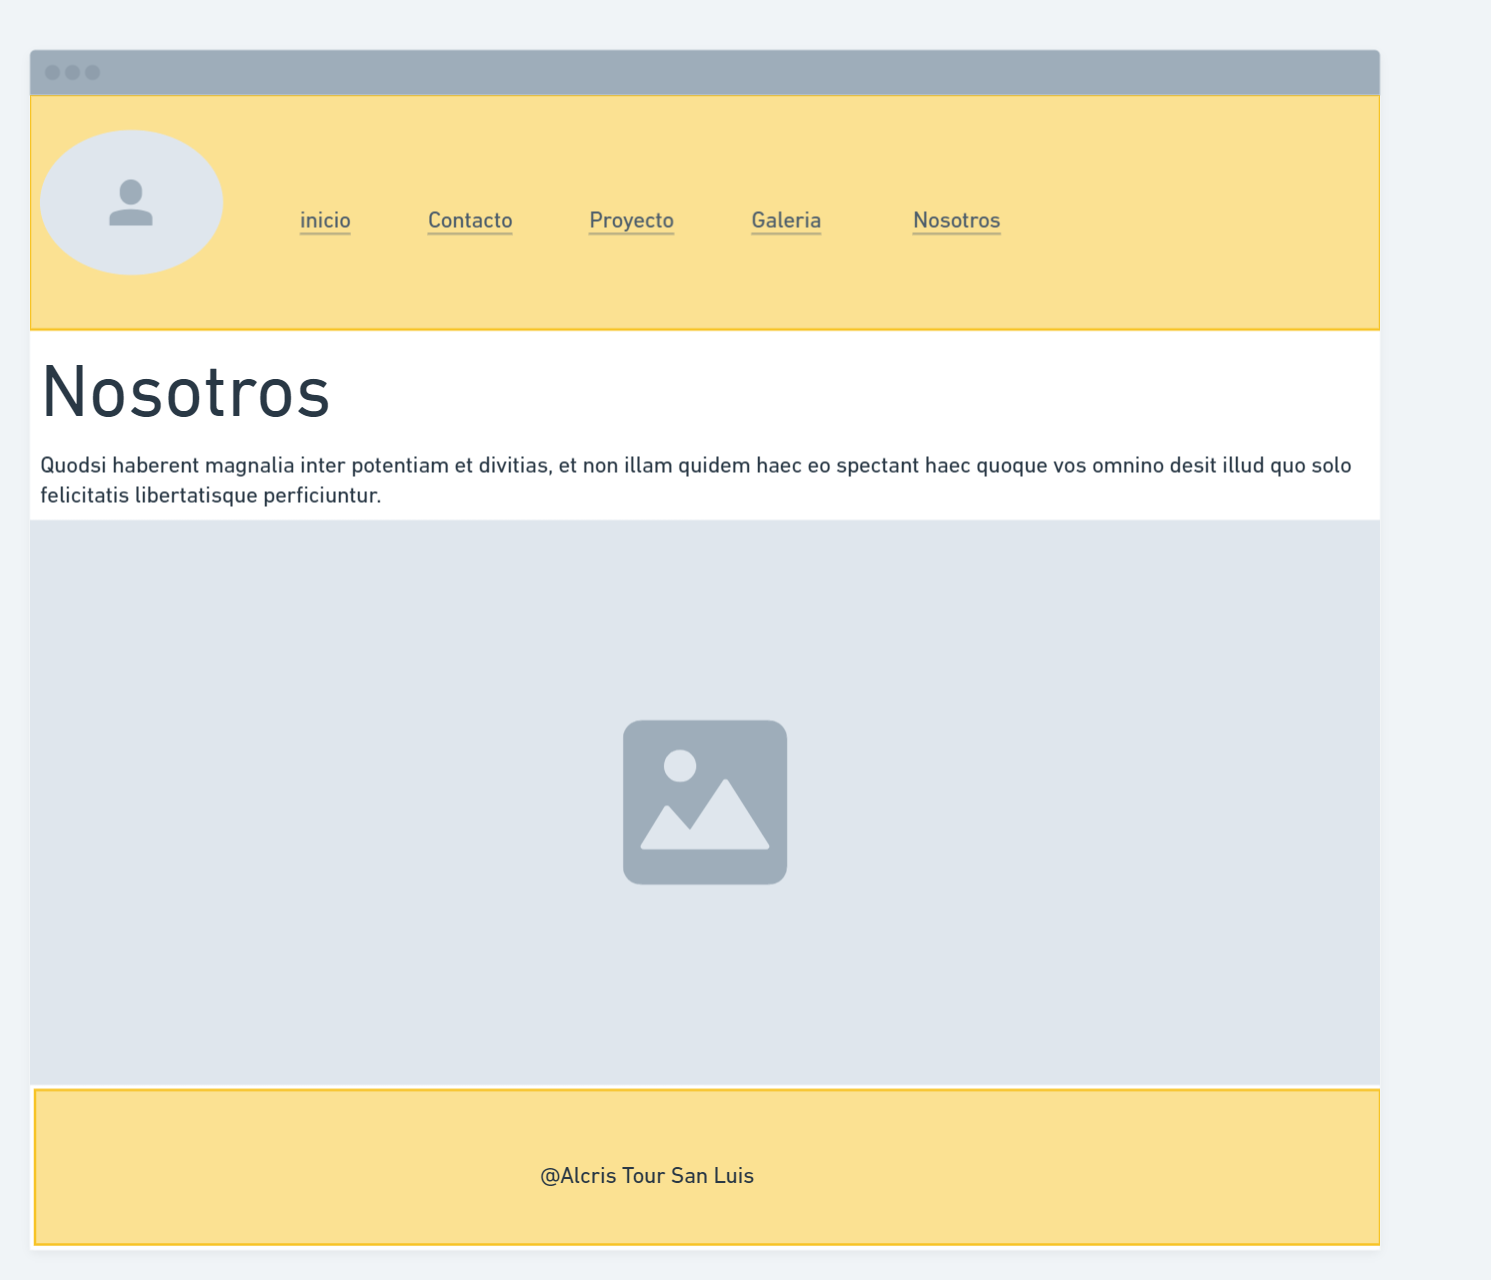 inicio Contacto Proyecto Galeria Nosotros
Nosotros
Quodsi haberent magnalia inter potentiam et divitias, et non illam quidem haec eo spectant haec quoque vos omnino desit illud quo solo
felicitatis libertatisque perficiuntur.
@Alcris Tour San Luis